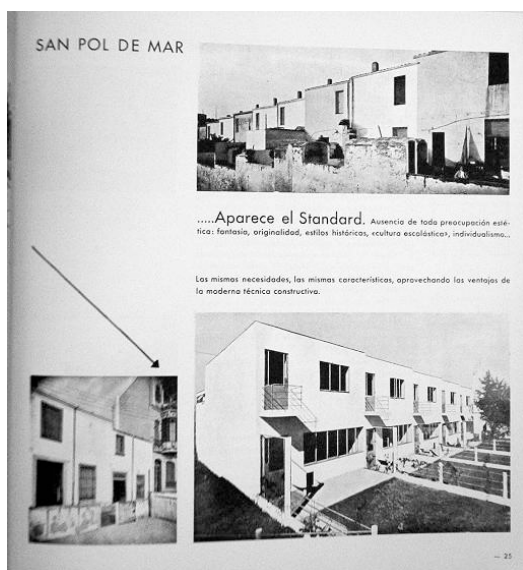 SAN POL DE MAR
.....Aparece el Standard. Ausencia de toda preocupación esté-
tica: fantasía, originalidad, estilos históricos, «cultura escolástica», individualismo...
Las mismas necesidades, las mismas características, aprovechando las ventajas de
la moderna técnica constructiva.
— 25